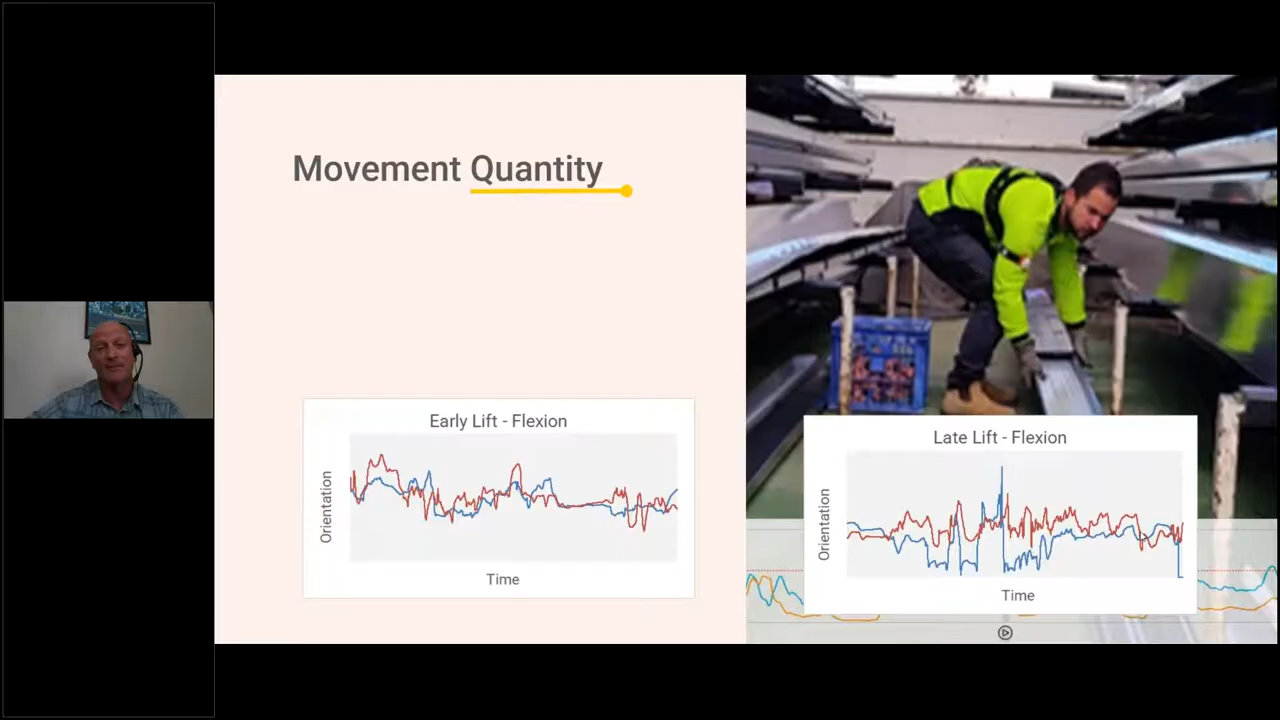 Movement Quantity
Early Lift - Flexion
Orientation
Time
Late Lift - Flexion
Orientation
Time